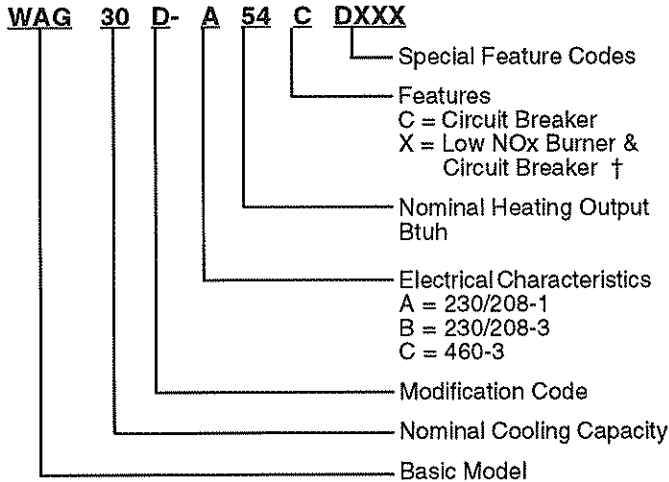 WAG 30 D- A 54 C DXXX
Special Feature Codes
Features
C = Circuit Breaker
X = Low NOx Burner &
Circuit Breaker †
Nominal Heating Output
Btuh
Electrical Characteristics
A = 230/208-1
B = 230/208-3
C = 460-3
Modification Code
Nominal Cooling Capacity
Basic Model